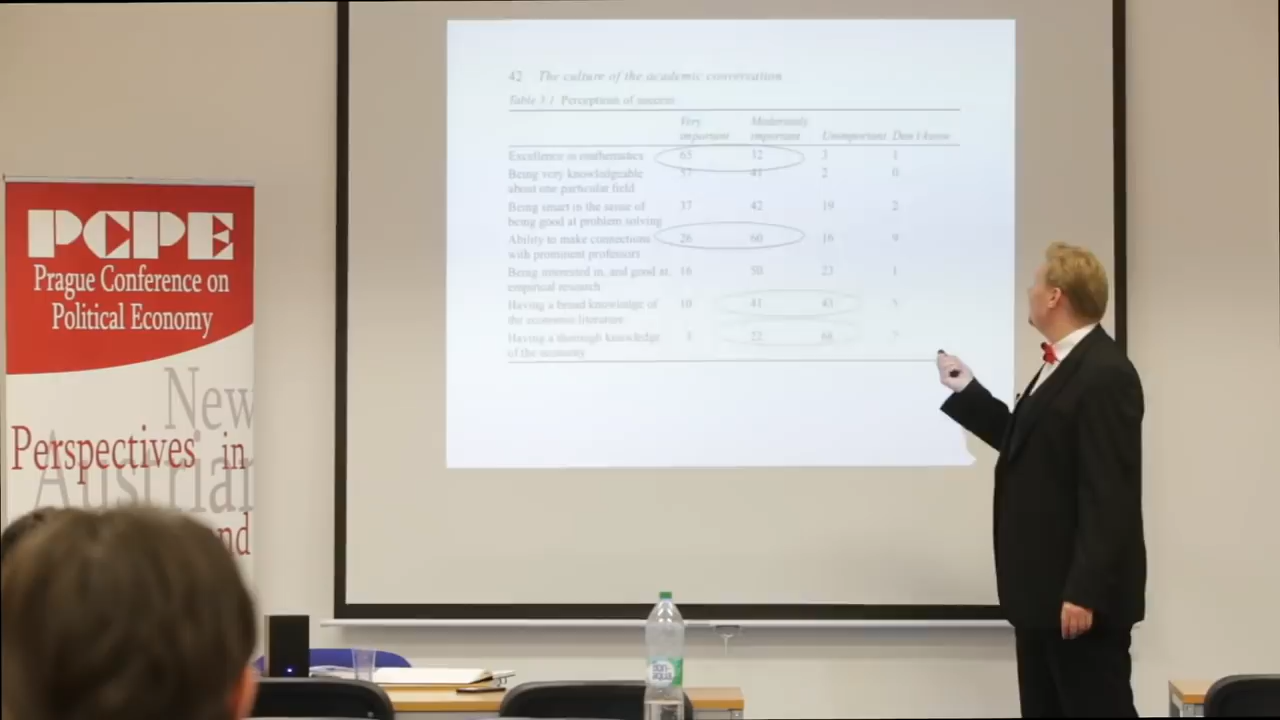 PCPE
Prague Conference on
Political Economy
New
Perspectives in
Austrian
and
42 The culture of the academic conversation
Table 3.1 Perceptions of success
Very important
Moderately important
Unimportant
Don't know
Excellence in mathematics 65 32 3 1
Being very knowledgeable about one particular field 41 2 0
Being smart in the sense of being good at problem solving 37 42 19 2
Ability to make connections with prominent professors 26 60 16 9
Being interested in, and good at, empirical research 16 50 23 1
Having a broad knowledge of the economic literature 10 41 43
Having a thorough knowledge of the economy 22 68